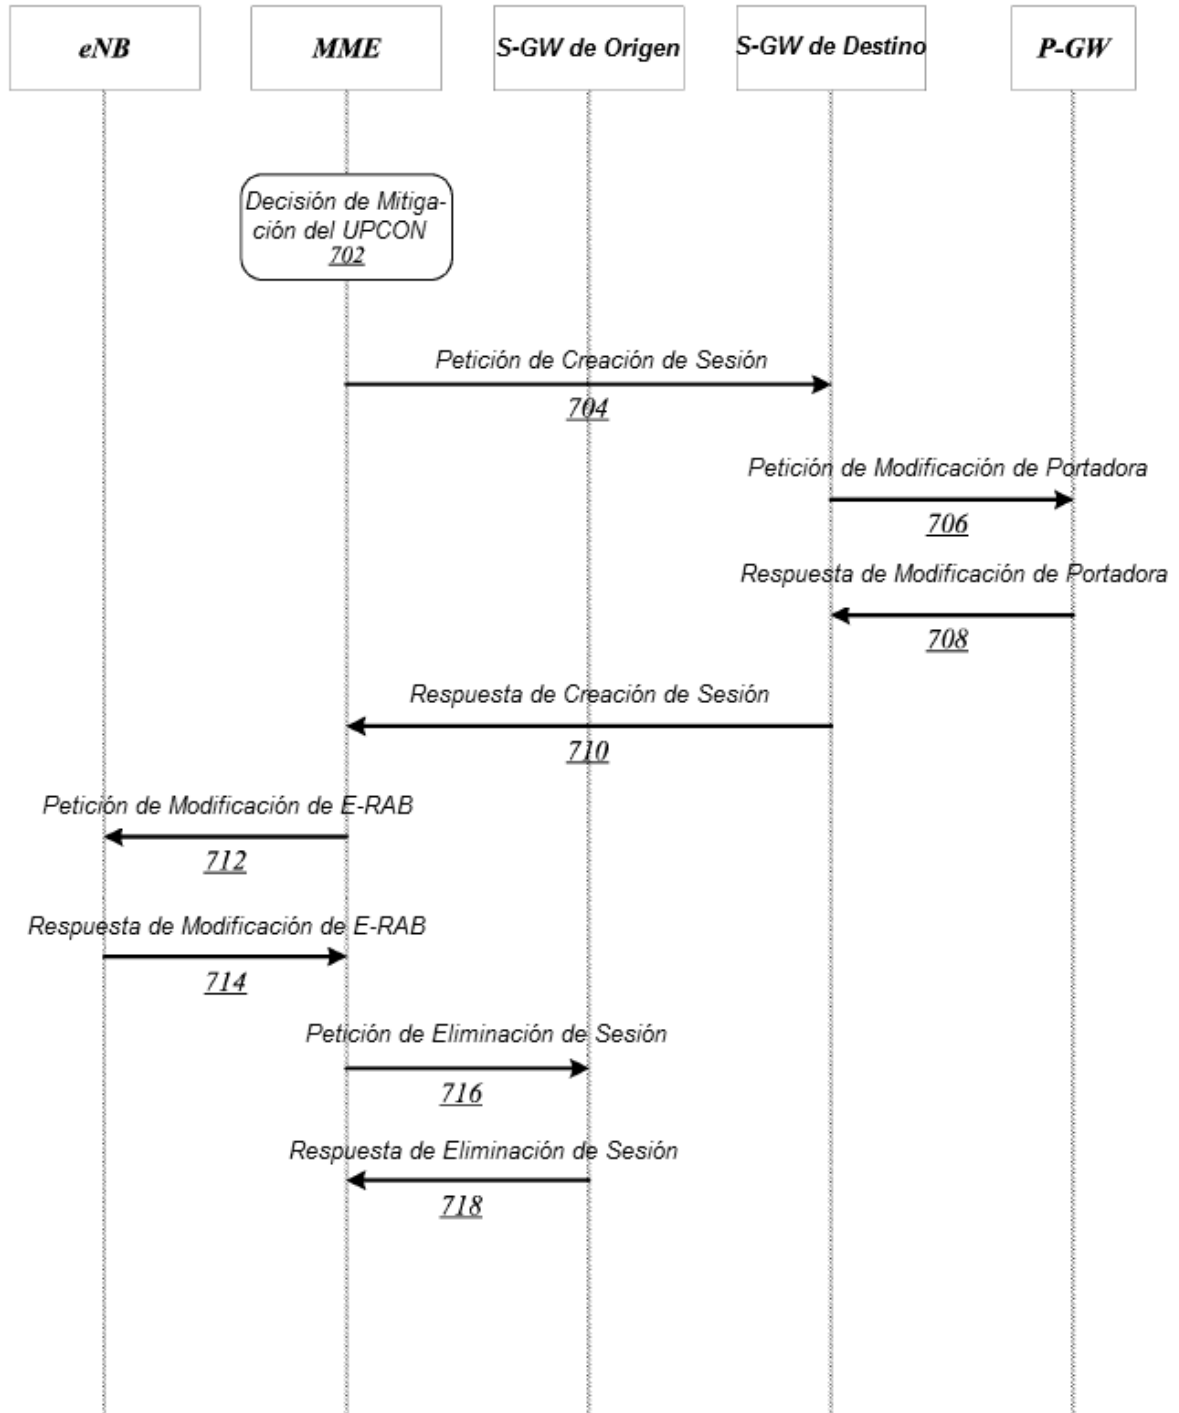 eNB
MME
S-GW de Origen
S-GW de Destino
P-GW
Decisión de Mitiga-
ción del UPCON
702
Petición de Creación de Sesión
704
Petición de Modificación de Portadora
706
Respuesta de Modificación de Portadora
708
Respuesta de Creación de Sesión
710
Petición de Modificación de E-RAB
712
Respuesta de Modificación de E-RAB
714
Petición de Eliminación de Sesión
716
Respuesta de Eliminación de Sesión
718